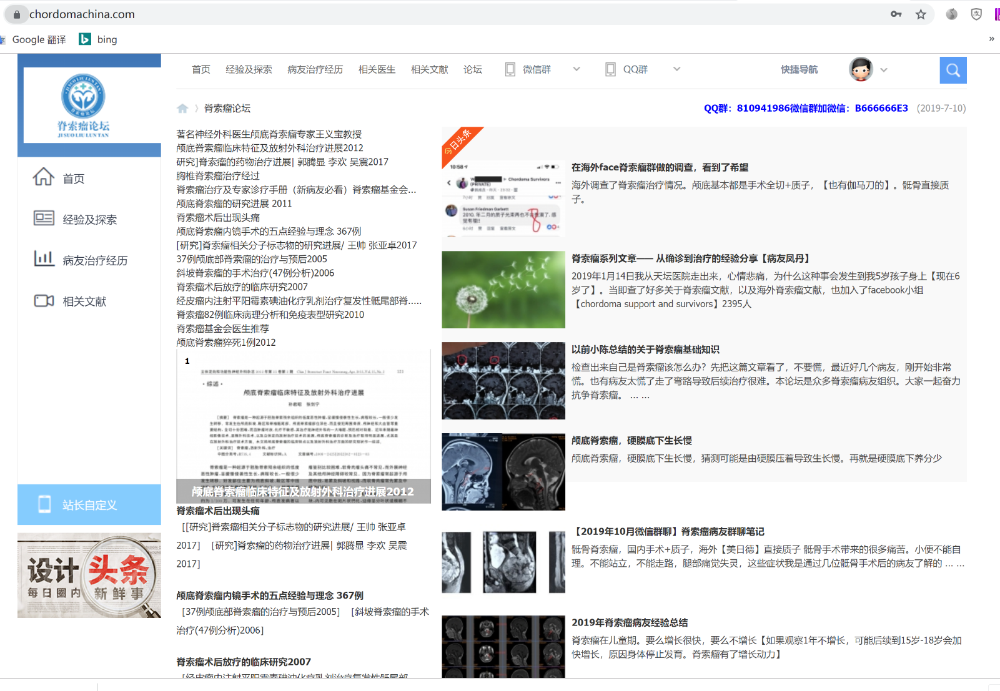 chordomachina.com
Google 翻译
bing
»
脊索瘤论坛
JISUOLIULUNTAN
首页
经验及探索
病友治疗经历
相关文献
站长自定义
设计头条
每日圈内新鲜事
首页 经验及探索 病友治疗经历 相关医生 相关文献 论坛 微信群 QQ群 快捷导航
脊索瘤论坛
QQ群：810941986微信群加微信：B666666E3 (2019-7-10)
著名神经外科医生颅底脊索瘤专家王义宝教授
颅底脊索瘤临床特征及放射外科治疗进展2012
研究]脊索瘤的药物治疗进展| 郭腾显 李欢 吴震2017
胸椎脊索瘤治疗经过
脊索瘤治疗及专家诊疗手册（新病友必看）脊索瘤基金会...
颅底脊索瘤的研究进展 2011
脊索瘤术后出现头痛
颅底脊索瘤内镜手术的五点经验与理念 367例
[研究]脊索瘤相关分子标志物的研究进展/ 王帅 张亚卓2017
37例颅底部脊索瘤的治疗与预后2005
斜坡脊索瘤的手术治疗(47例分析)2006
脊索瘤术后放疗的临床研究2007
经皮瘤内注射平阳霉素碘油化疗乳剂治疗复发性骶尾部脊.....
脊索瘤82例临床病理分析和免疫表型研究2010
脊索瘤基金会医生推荐
颅底脊索瘤猝死1例2012
1
121
·综述·
颅底脊索瘤临床特征及放射外科治疗进展
颅底脊索瘤临床特征及放射外科治疗进展2012
脊索瘤术后出现头痛
[[研究]脊索瘤相关分子标志物的研究进展/ 王帅 张亚卓
2017] [研究]脊索瘤的药物治疗进展| 郭腾显 李欢 吴震
2017]
颅底脊索瘤内镜手术的五点经验与理念 367例
[37例颅底部脊索瘤的治疗与预后2005] [斜坡脊索瘤的手术
治疗(47例分析)2006]
脊索瘤术后放疗的临床研究2007
[经皮瘤内注射平阳霉素碘油化疗乳剂治疗复发性骶尾部
今日头条
10:58
Chordoma Survivors
(PRIVATE)
Susan Friedman Garbett
2010. 年二月的质子光束再也不
觉有福!!
在海外face脊索瘤群做的调查，看到了希望
海外调查了脊索瘤治疗情况。颅底基本都是手术全切+质子，【也有伽马刀的】。骶骨直接质
子。
脊索瘤系列文章—— 从确诊到治疗的经验分享【病友凤丹】
2019年1月14日我从天坛医院走出来，心情悲痛，为什么这种事会发生到我5岁孩子身上【现在6
岁了】。当即查了好多关于脊索瘤文献，以及海外脊索瘤文献，也加入了facebook小组
【chordoma support and survivors】2395人
以前小陈总结的关于脊索瘤基础知识
检查出来自己是脊索瘤该怎么办？先把这篇文章看了，不要慌，最近好几个病友，刚开始非常
慌。也有病友太慌了走了弯路导致后续治疗很难。本论坛是众多脊索瘤病友组织。大家一起奋力
抗争脊索瘤。 ... ...
颅底脊索瘤，硬膜底下生长慢
颅底脊索瘤，硬膜底下生长慢，猜测可能是由硬膜压着导致生长慢。再就是硬膜底下养分少
【2019年10月微信群聊】脊索瘤病友群聊笔记
骶骨脊索瘤，国内手术+质子，海外【美日德】直接质子 骶骨手术带来的很多痛苦。小便不能自
理。不能站立，不能走路，腿部痛觉失灵，这些症状我是通过几位骶骨手术后的病友了解的 ... ...
2019年脊索瘤病友经验总结
脊索瘤在儿童期。要么增长很快，要么不增长【如果观察1年不增长，可能后续到15岁-18岁会加
快增长，原因身体停止发育。脊索瘤有了增长动力】